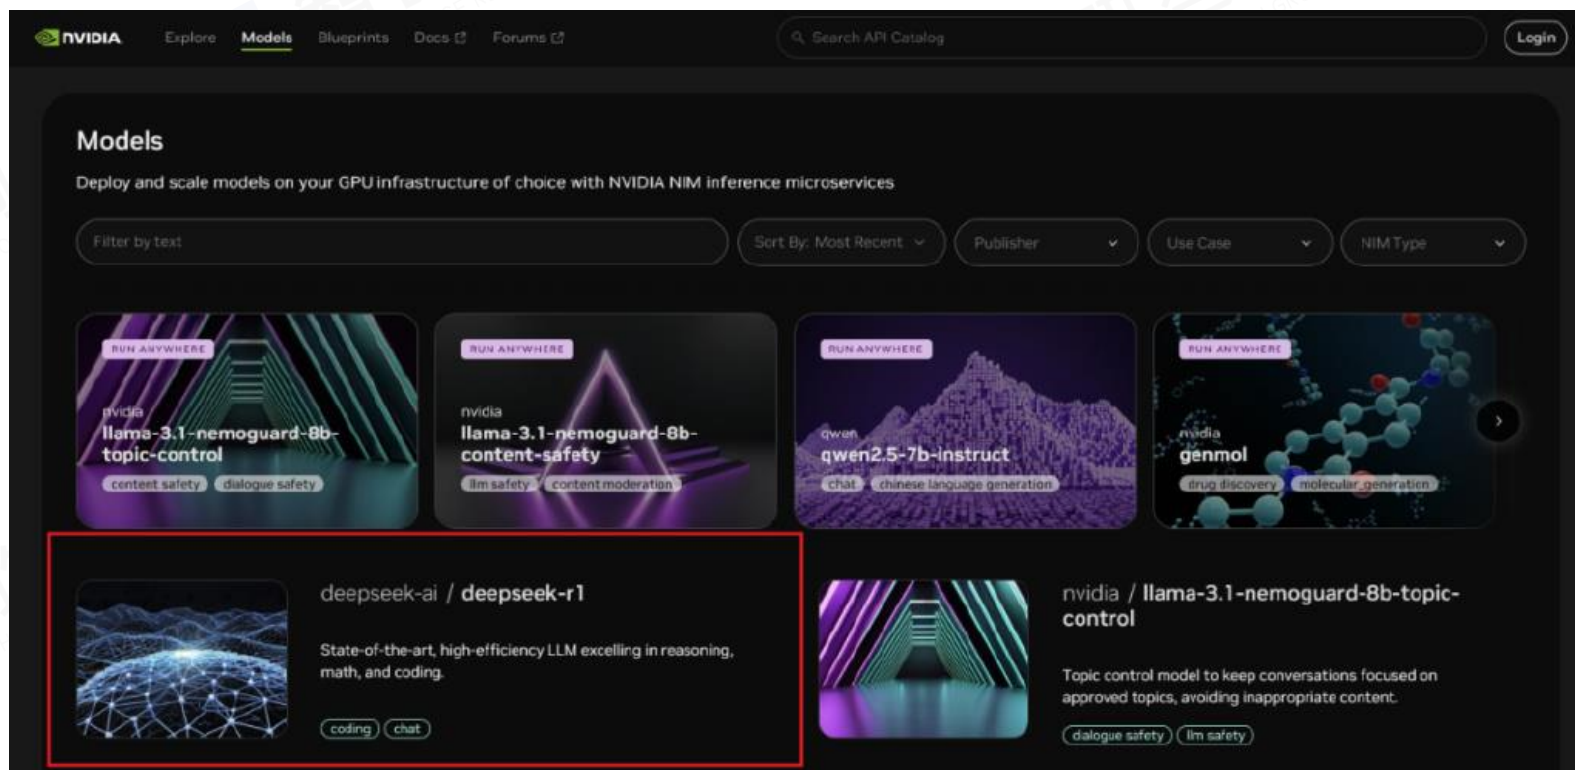 NVIDIA Explore Models Blueprints Docs Forums Search API Catalog Login
Models
Deploy and scale models on your GPU infrastructure of choice with NVIDIA NIM inference microservices
Filter by text Sort By: Most Recent Publisher Use Case NIM Type
RUN ANYWHERE
nvidia
llama-3.1-nemoguard-8b-
topic-control
content safety dialogue safety
RUN ANYWHERE
nvidia
llama-3.1-nemoguard-8b-
content-safety
llm safety content moderation
RUN ANYWHERE
qwen
qwen2.5-7b-instruct
chat chinese language generation
RUN ANYWHERE
nvidia
genmol
drug discovery molecular generation
deepseek-ai / deepseek-r1
State-of-the-art, high-efficiency LLM excelling in reasoning,
math, and coding.
coding chat
nvidia / llama-3.1-nemoguard-8b-topic-
control
Topic control model to keep conversations focused on
approved topics, avoiding inappropriate content.
dialogue safety llm safety